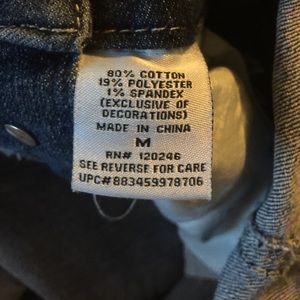 80% COTTON
19% POLYESTER
1% SPANDEX
(EXCLUSIVE OF
DECORATIONS)
MADE IN CHINA
M
RN# 120246
SEE REVERSE FOR CARE
UPC#883459978706